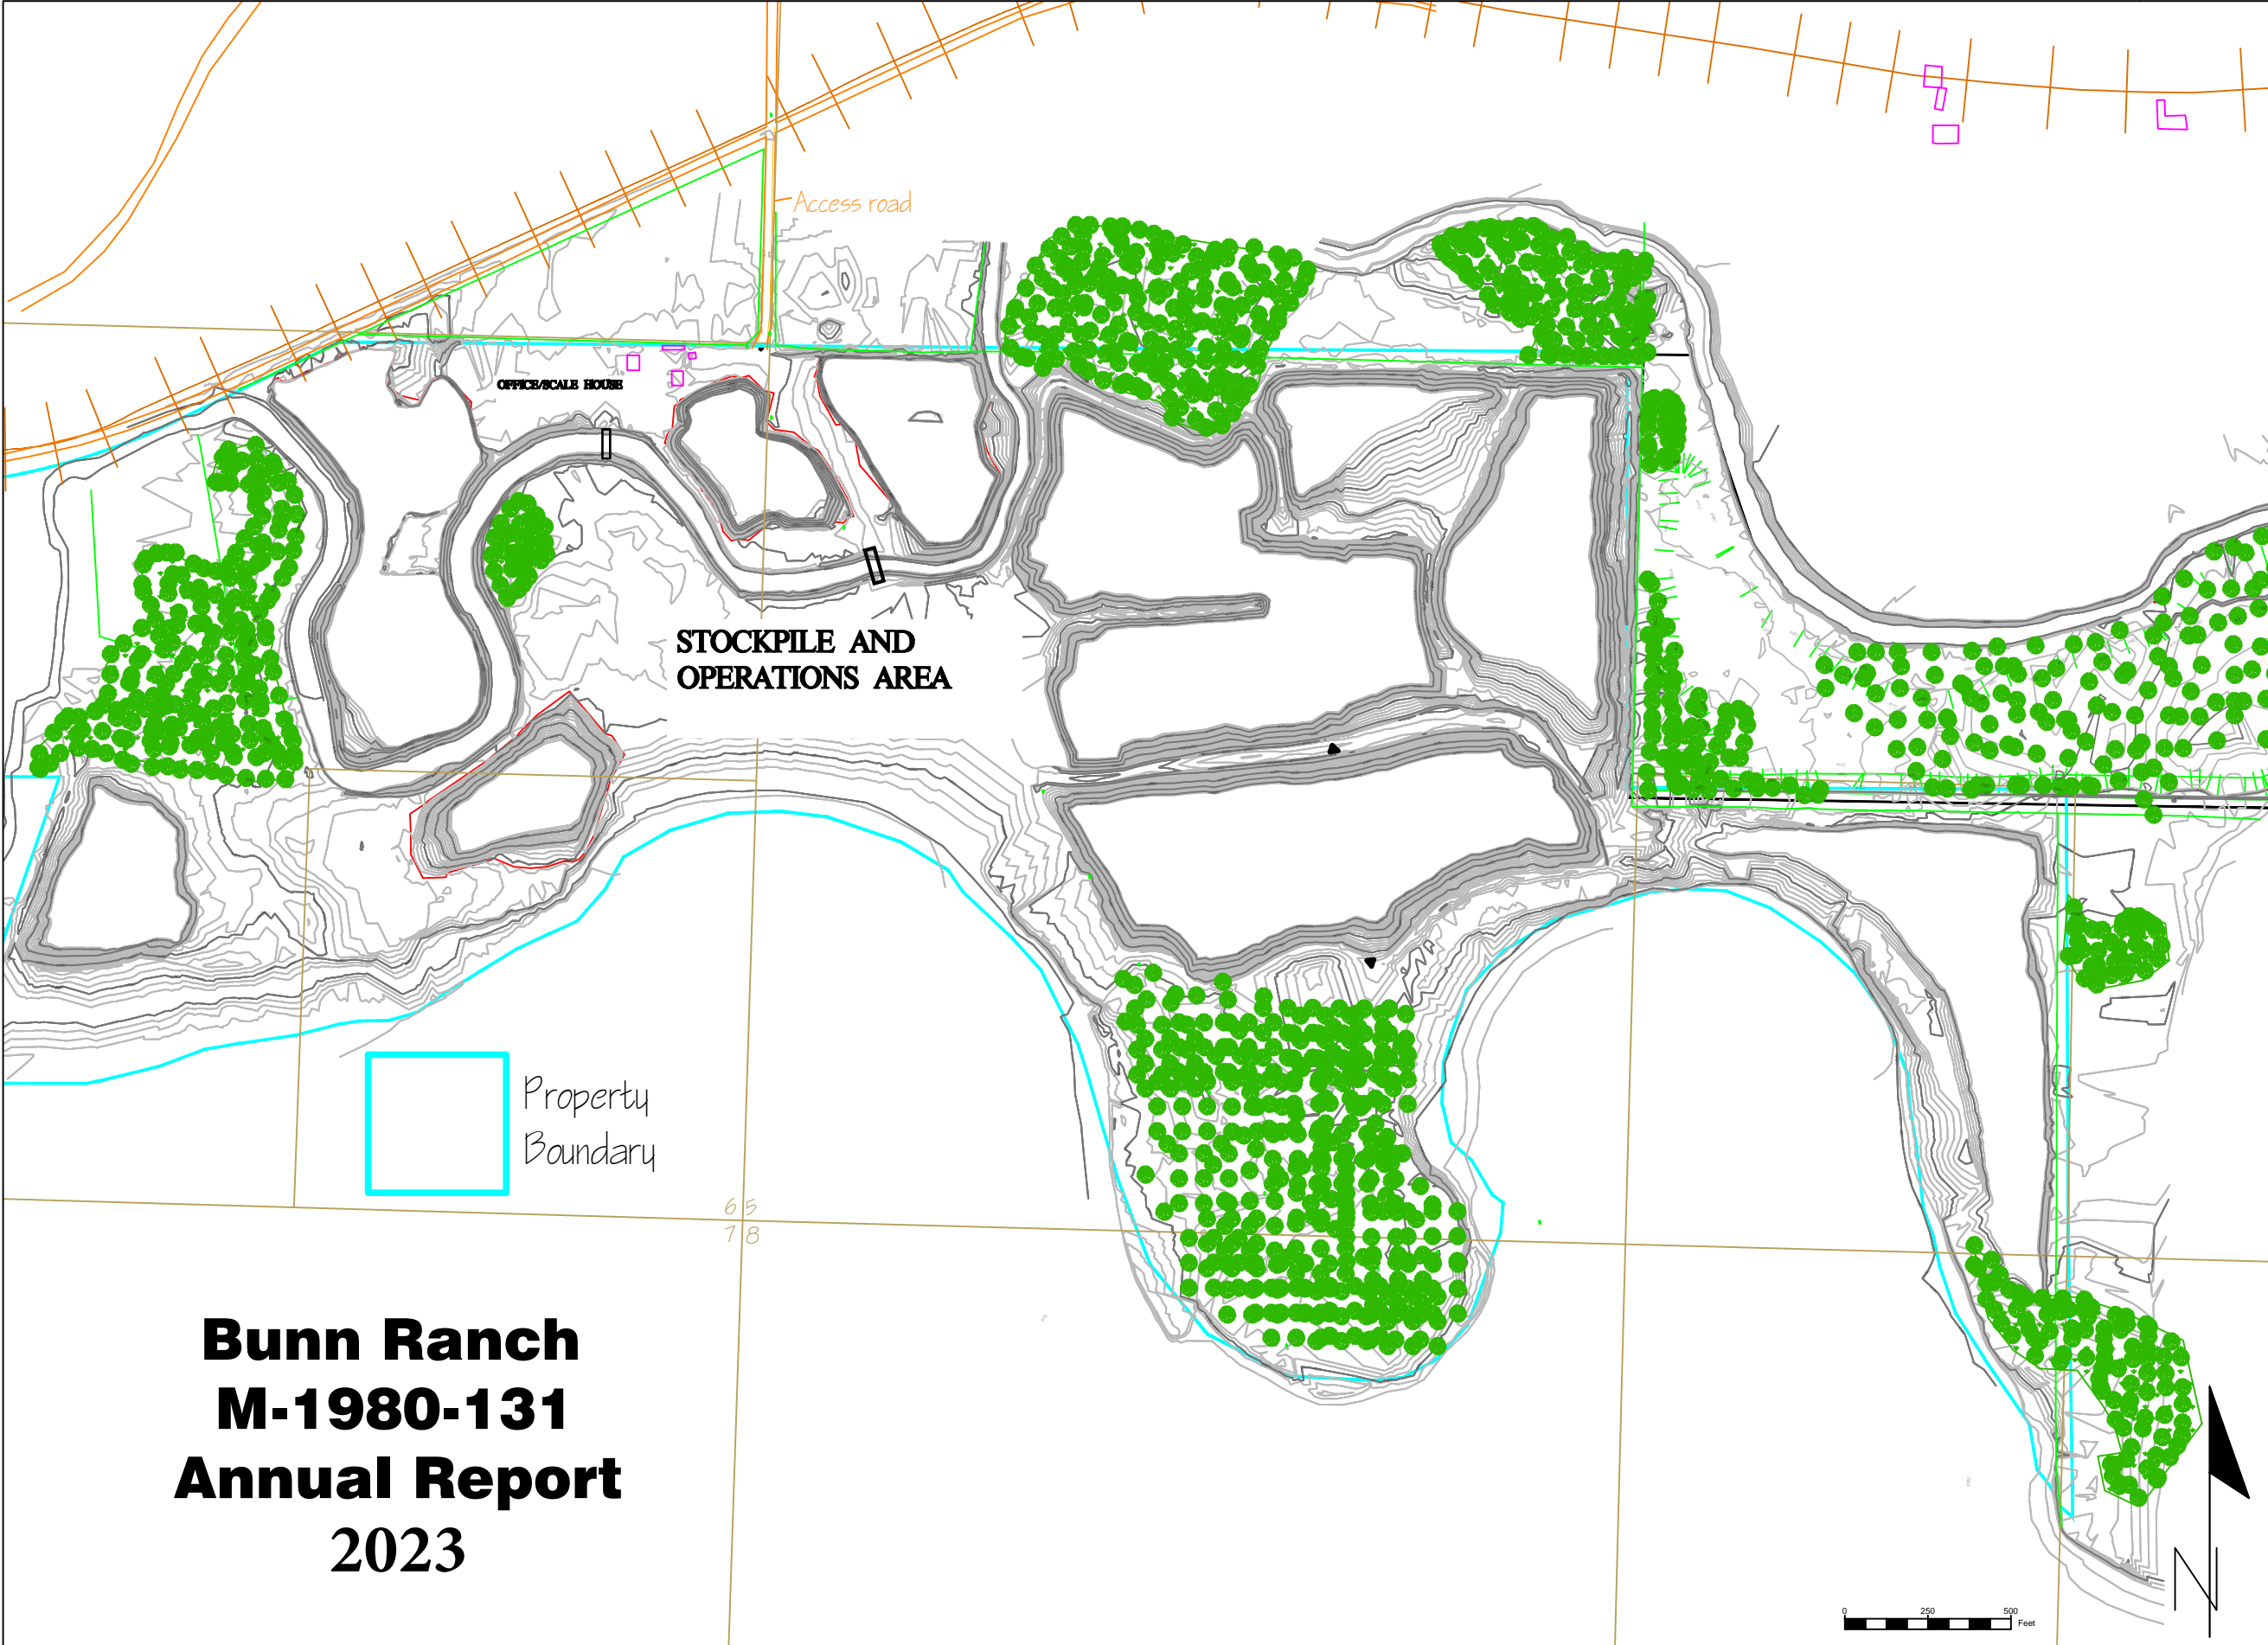 Access road
OFFICE/SCALE HOUSE
STOCKPILE AND
OPERATIONS AREA
Property
Boundary
6 5
7 8
Bunn Ranch
M-1980-131
Annual Report
2023
N
0 250 500
Feet